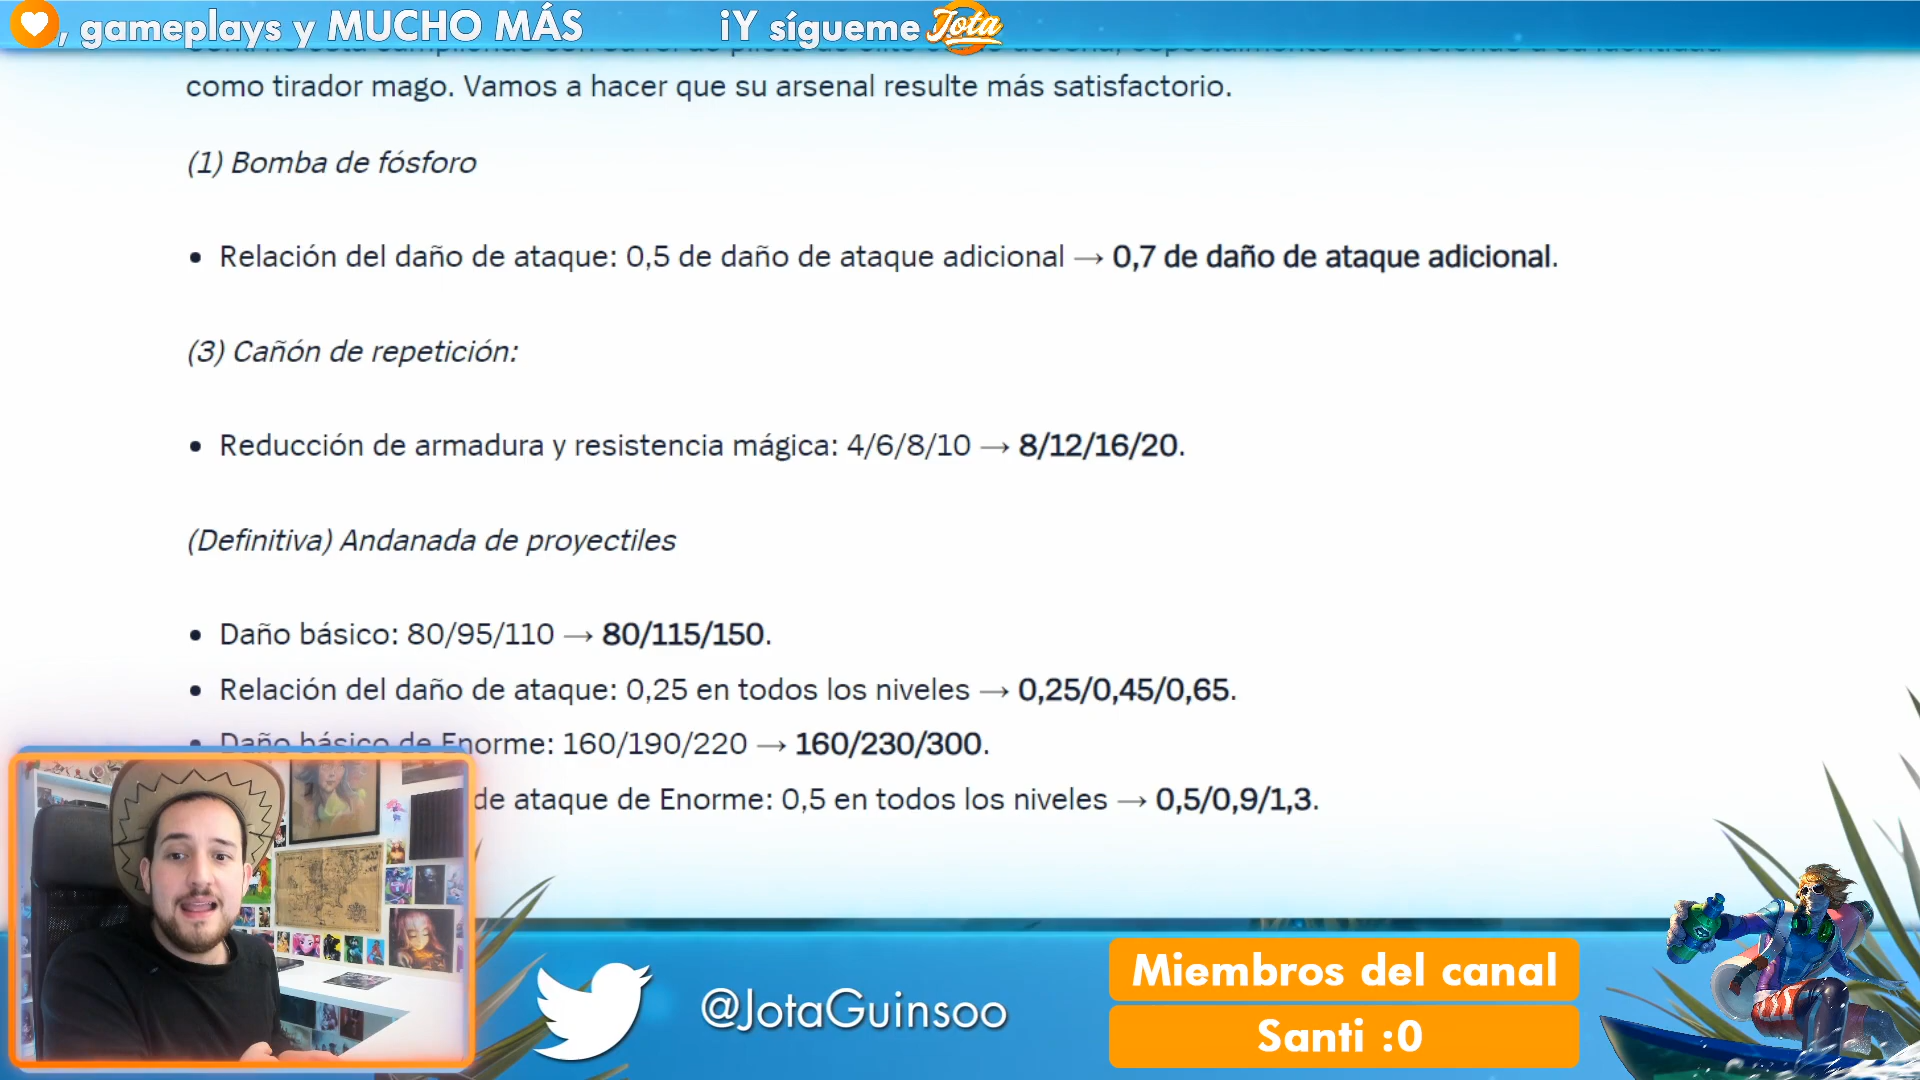 , gameplays y MUCHO MÁS
¡Y sígueme Jota
como tirador mago. Vamos a hacer que su arsenal resulte más satisfactorio.
(1) Bomba de fósforo
• Relación del daño de ataque: 0,5 de daño de ataque adicional → 0,7 de daño de ataque adicional.
(3) Cañón de repetición:
• Reducción de armadura y resistencia mágica: 4/6/8/10 → 8/12/16/20.
(Definitiva) Andanada de proyectiles
• Daño básico: 80/95/110 → 80/115/150.
• Relación del daño de ataque: 0,25 en todos los niveles → 0,25/0,45/0,65.
• Daño básico de Enorme: 160/190/220 → 160/230/300.
de ataque de Enorme: 0,5 en todos los niveles → 0,5/0,9/1,3.
@JotaGuinsoo
Miembros del canal
Santi :0